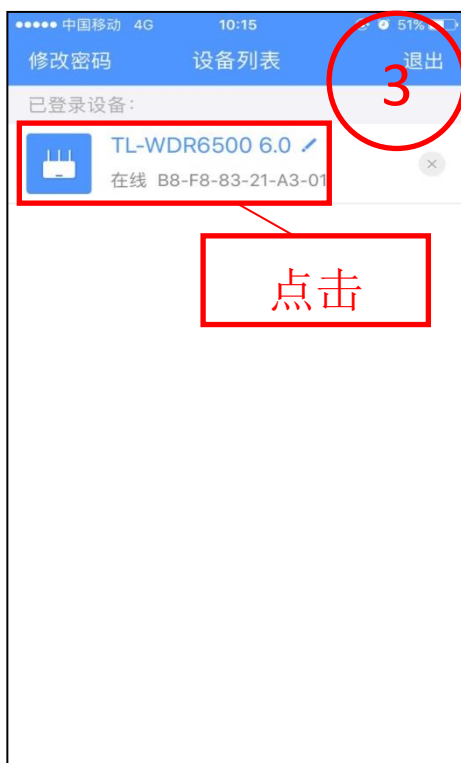 ●●●●● 中国移动 4G 10:15 51%
修改密码 设备列表 退出
3
已登录设备:
TL-WDR6500 6.0
在线 B8-F8-83-21-A3-01
点击